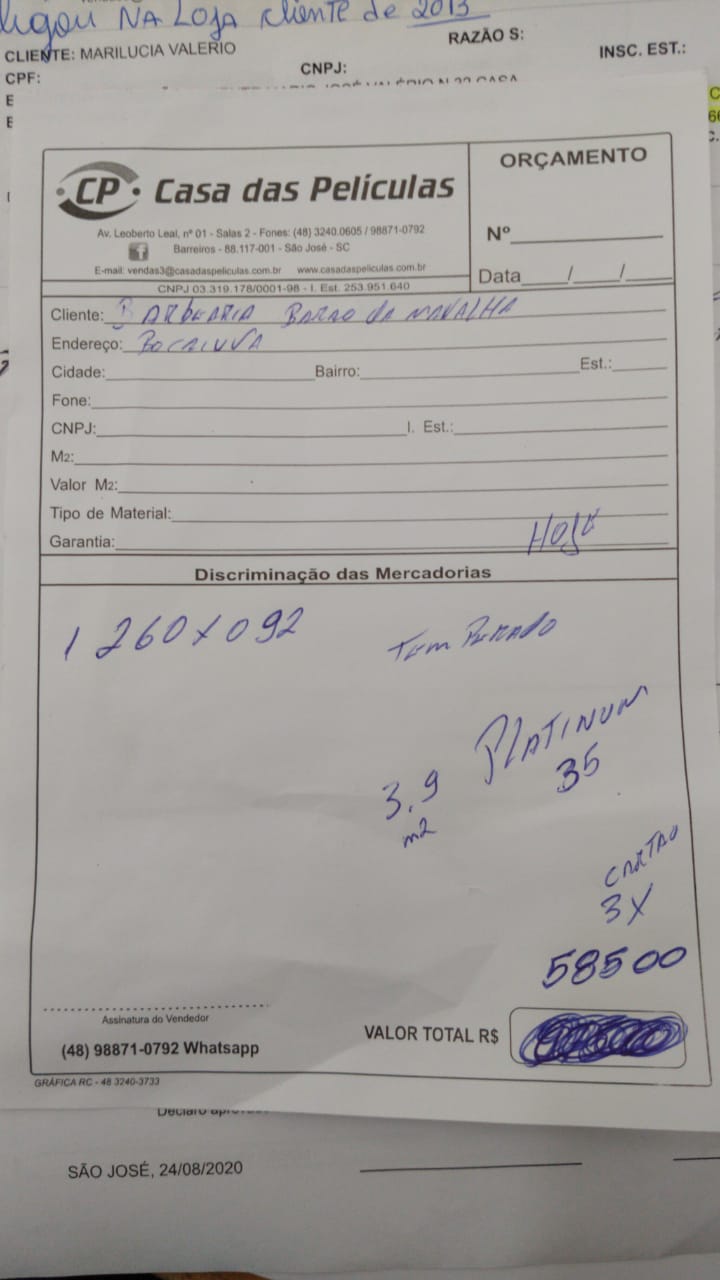 ligou NA LOJA cliente de 2013
CLIENTE: MARILUCIA VALERIO
RAZÃO S:
CPF:
CNPJ:
INSC. EST.:
CP Casa das Películas
Av. Leoberto Leal, nº 01 - Salas 2 - Fones: (48) 3240.0605 / 98871-0792
Barreiros - 88.117-001 - São José - SC
E-mail: vendas3@casadaspeliculas.com.br www.casadaspeliculas.com.br
CNPJ 03.319.178/0001-98 - I. Est. 253.951.640
ORÇAMENTO
Nº
Data / /
Cliente: BARBEARIA BARAO DA NAVALHA
Endereço: BOCAIUVA
Cidade: Bairro: Est.:
Fone:
CNPJ: I. Est.:
M2:
Valor M2:
Tipo de Material:
Garantia: HOJE
Discriminação das Mercadorias
1 260 X 092 TEMPERADO
PLATINUM
35
3.9
m2
CARTAO
3X
585 00
Assinatura do Vendedor
(48) 98871-0792 Whatsapp
VALOR TOTAL R$
GRÁFICA RC - 48 3240-3733
SÃO JOSÉ, 24/08/2020